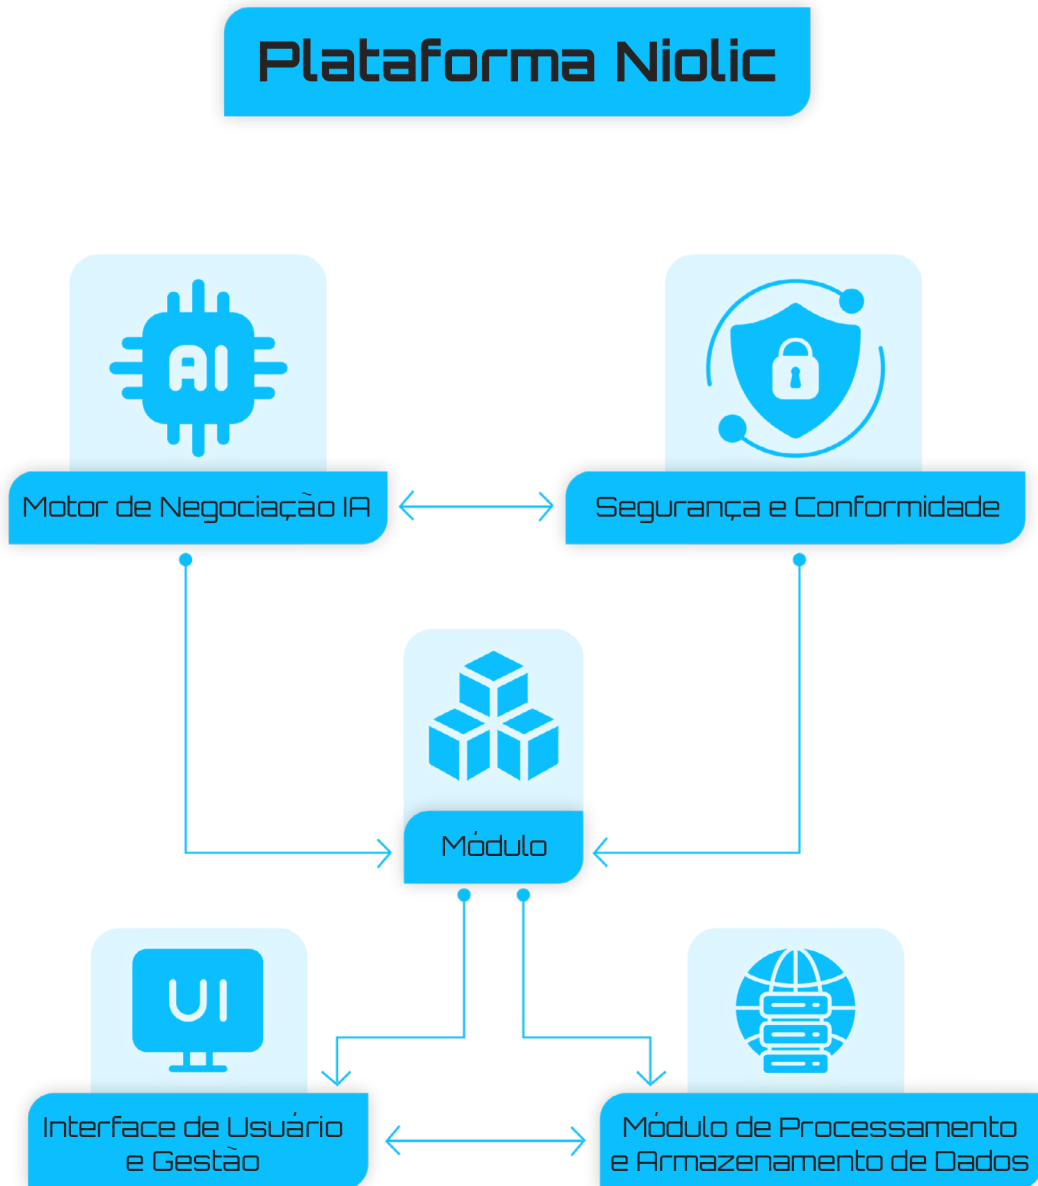 Plataforma Niolic
AI
Motor de Negociação IA
Segurança e Conformidade
Módulo
UI
Interface de Usuário
e Gestão
Módulo de Processamento
e Armazenamento de Dados